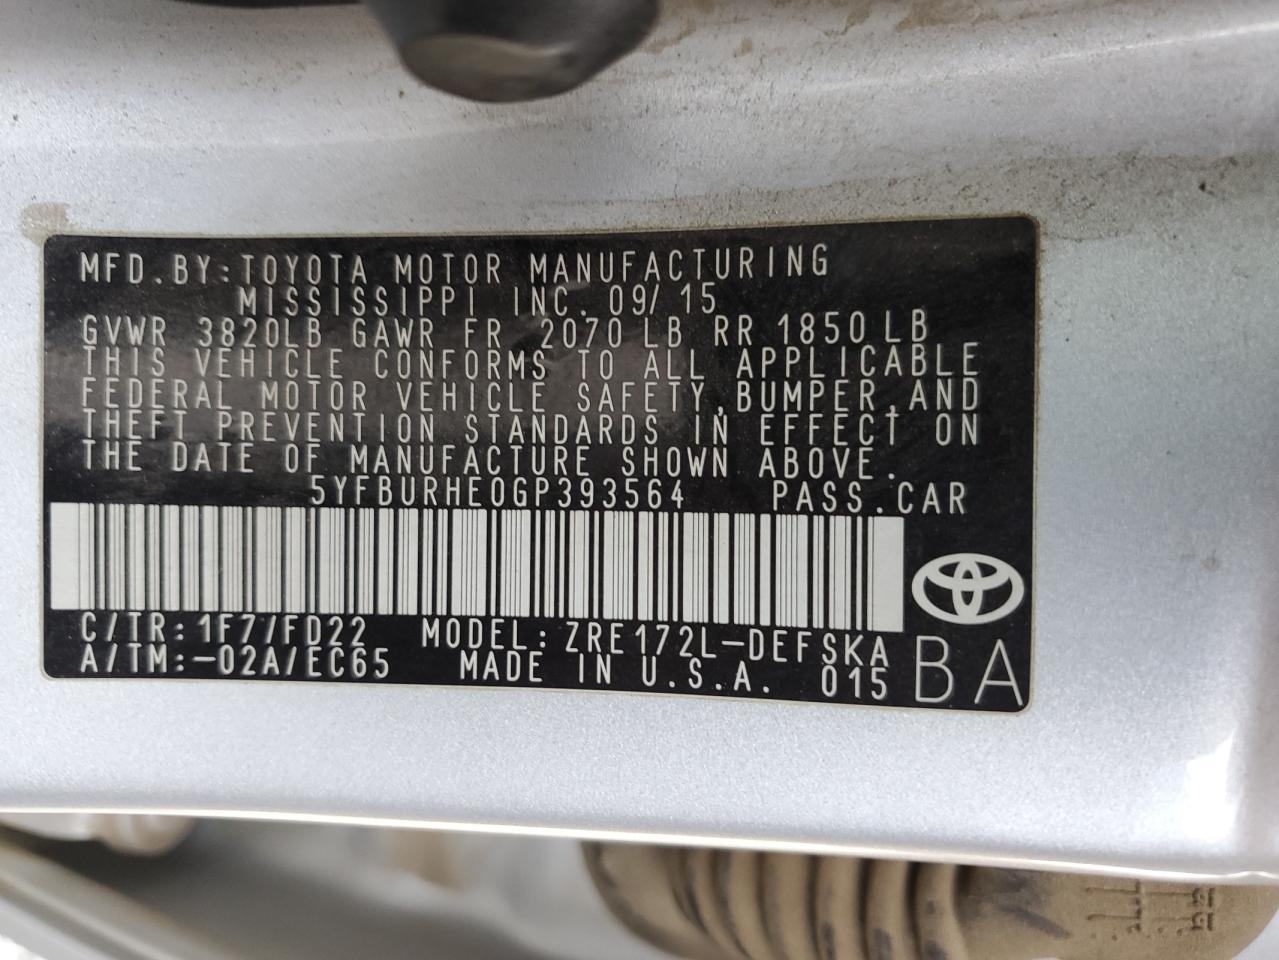 MFD.BY:TOYOTA MOTOR MANUFACTURING
MISSISSIPPI INC. 09/15
GVWR 3820LB GAWR FR 2070 LB RR 1850LB
THIS VEHICLE CONFORMS TO ALL APPLICABLE
FEDERAL MOTOR VEHICLE SAFETY,BUMPER,AND
THEFT PREVENTION STANDARDS IN EFFECT ON
THE DATE OF MANUFACTURE SHOWN ABOVE.
5YFBURHE0GP393564 PASS.CAR
C/TR:1F7/FD22 MODEL:ZRE172L-DEFSKA
A/TM:-02A/EC65 MADE IN U.S.A. 015
BA